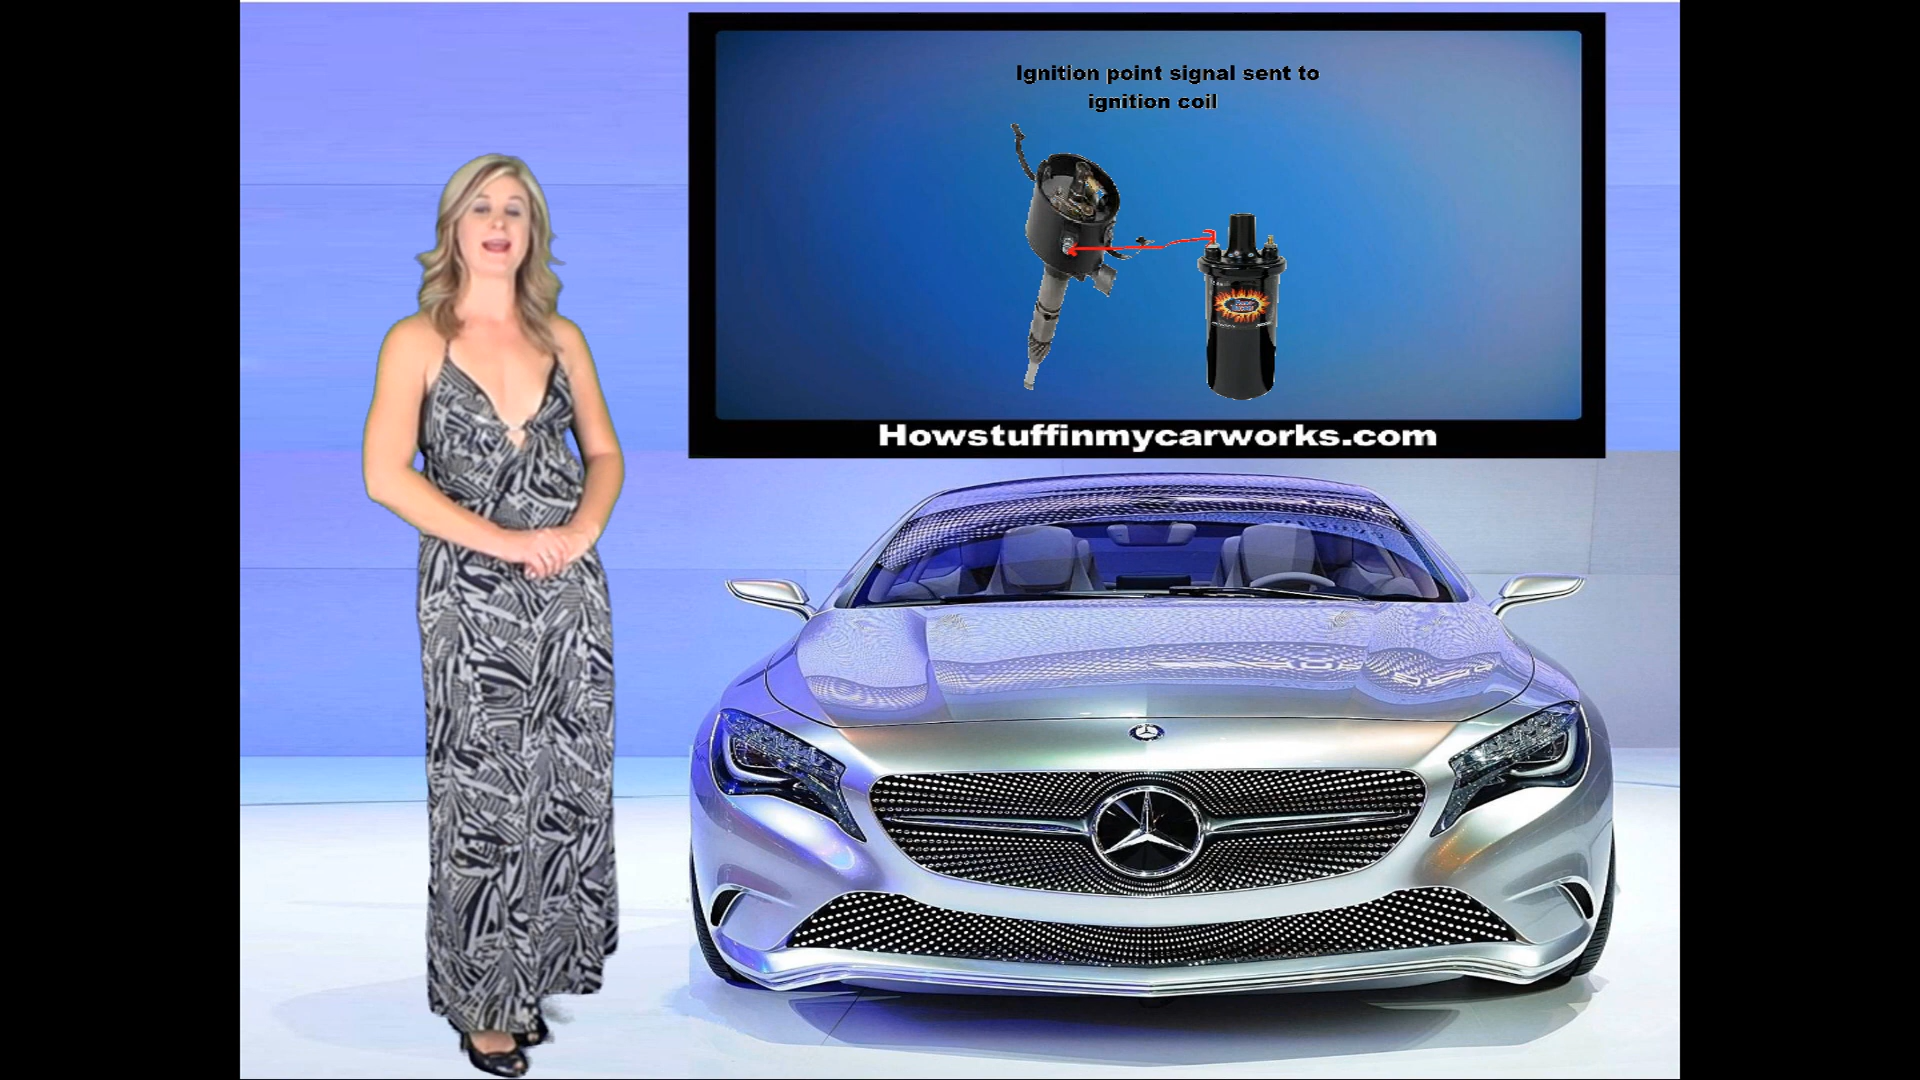 Ignition point signal sent to
ignition coil
Howstuffinmycarworks.com